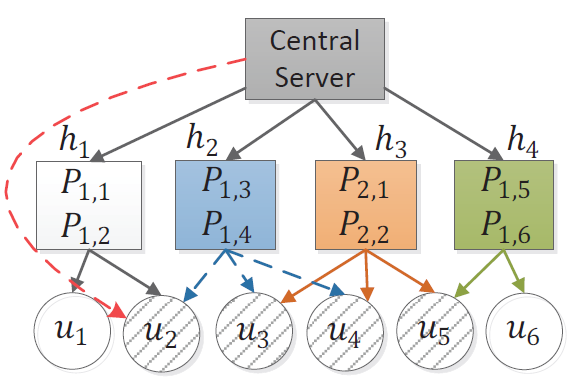 Central
Server
h₁ h₂ h₃ h₄
P₁,₁ P₁,₃ P₂,₁ P₁,₅
P₁,₂ P₁,₄ P₂,₂ P₁,₆
u₁ u₂ u₃ u₄ u₅ u₆